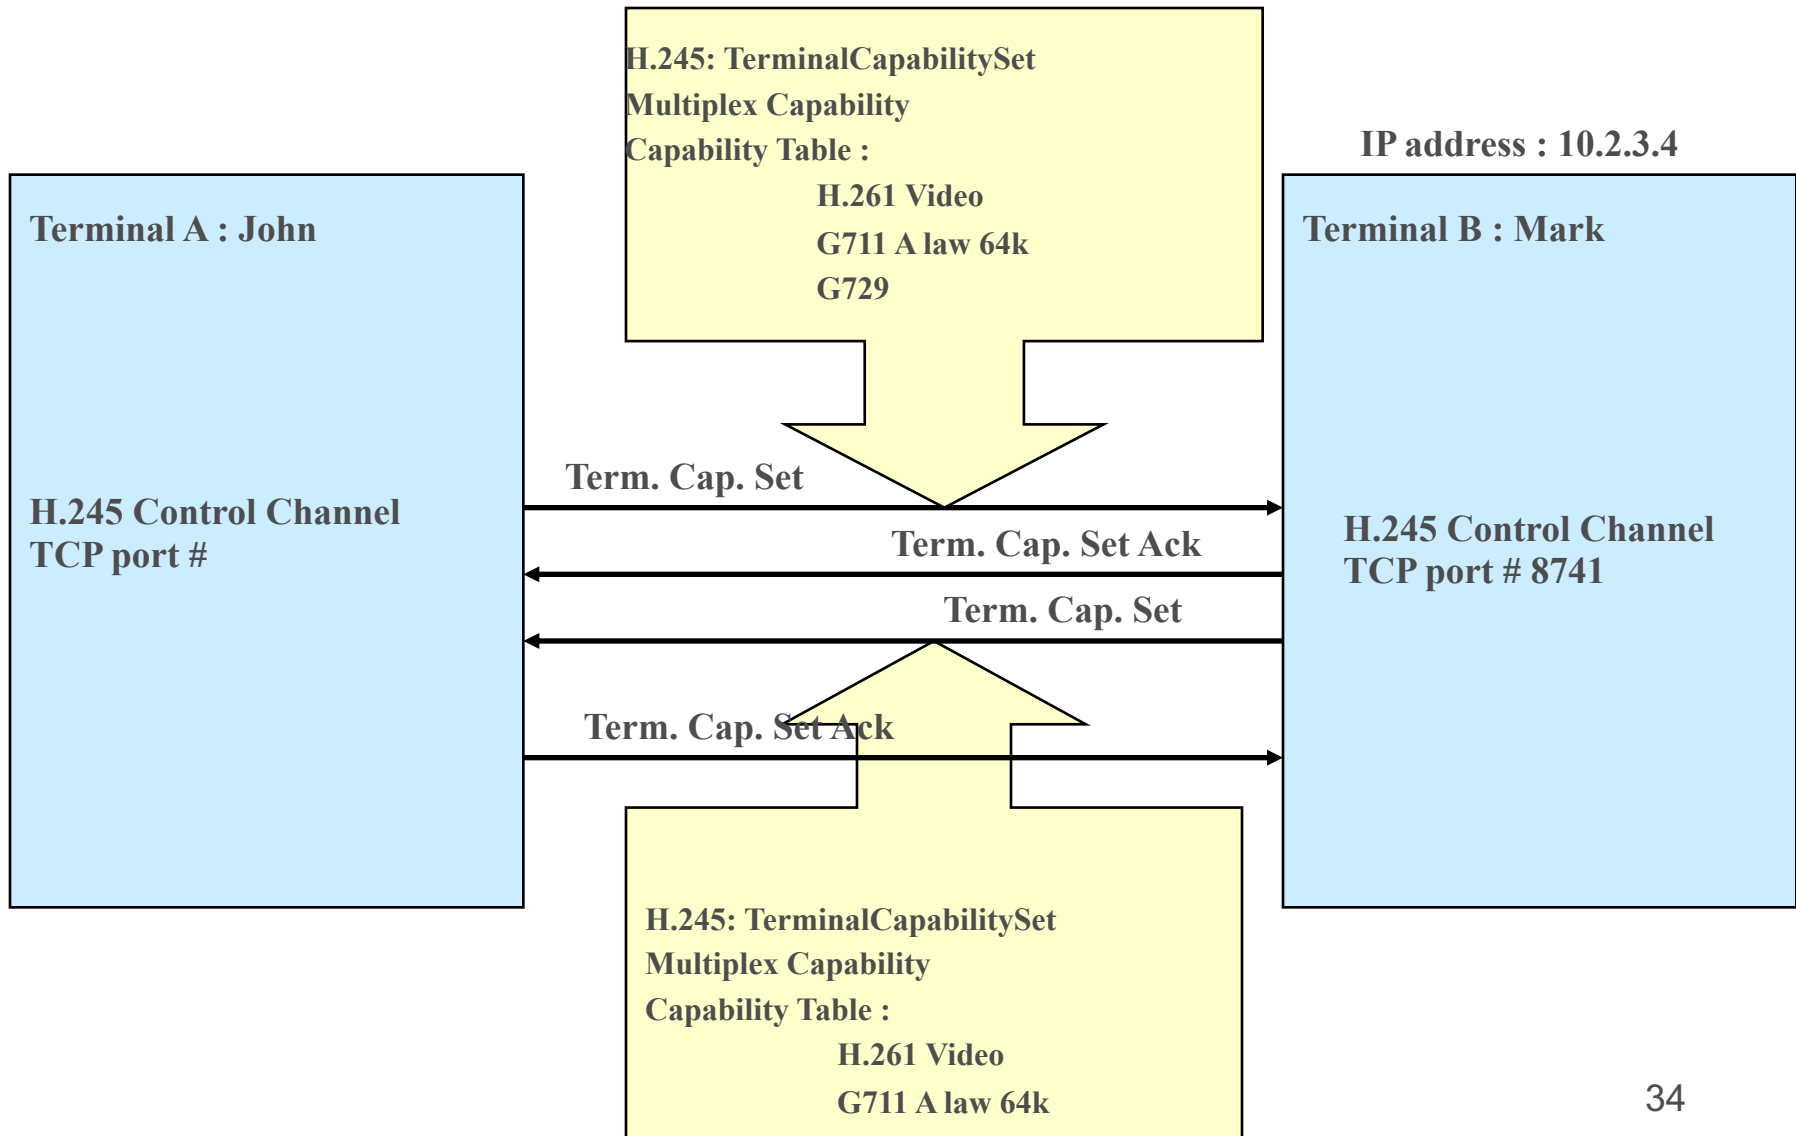 H.245: TerminalCapabilitySet
Multiplex Capability
Capability Table :
H.261 Video
G711 A law 64k
G729
IP address : 10.2.3.4
Terminal A : John
Terminal B : Mark
Term. Cap. Set
H.245 Control Channel
TCP port #
Term. Cap. Set Ack
H.245 Control Channel
TCP port # 8741
Term. Cap. Set
Term. Cap. Set Ack
H.245: TerminalCapabilitySet
Multiplex Capability
Capability Table :
H.261 Video
G711 A law 64k
34